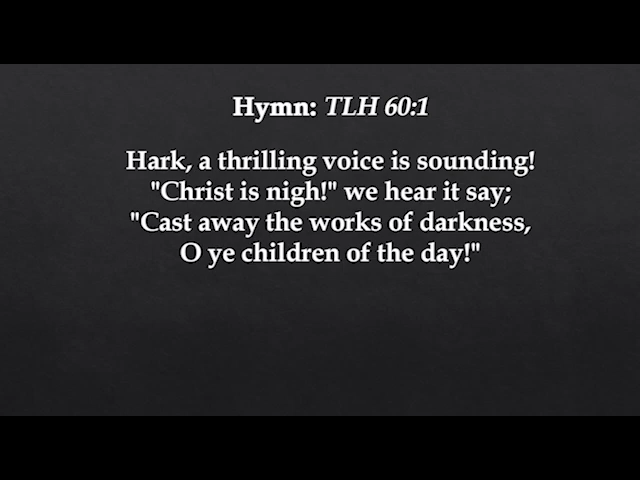 Hymn: TLH 60:1
Hark, a thrilling voice is sounding!
"Christ is nigh!" we hear it say;
"Cast away the works of darkness,
O ye children of the day!"